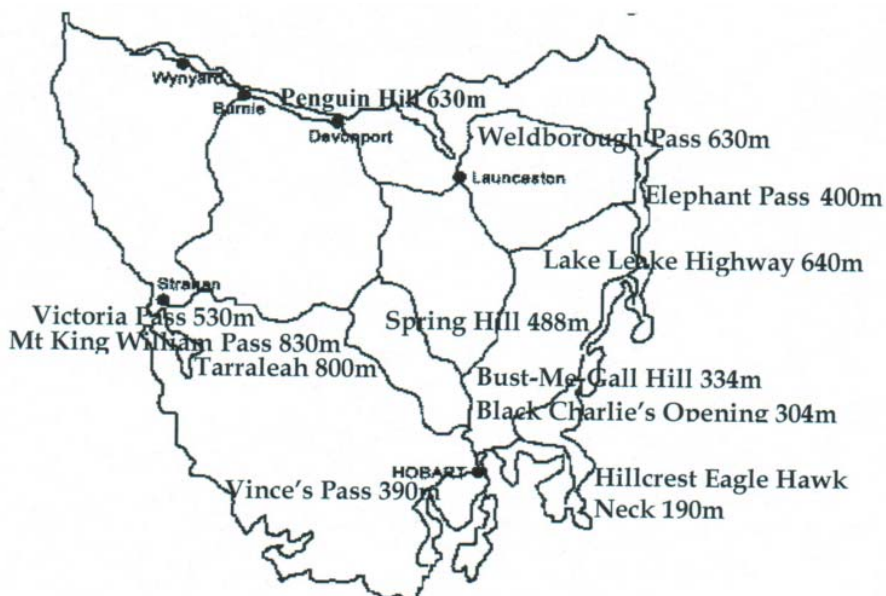 Wynyard
Burnie
Penguin Hill 630m
Devonport
Weldborough Pass 630m
Launceston
Elephant Pass 400m
Lake Leake Highway 640m
Strahan
Victoria Pass 530m
Spring Hill 488m
Mt King William Pass 830m
Tarraleah 800m
Bust-Me-Gall Hill 334m
Black Charlie's Opening 304m
HOBART
Vince's Pass 390m
Hillcrest Eagle Hawk
Neck 190m